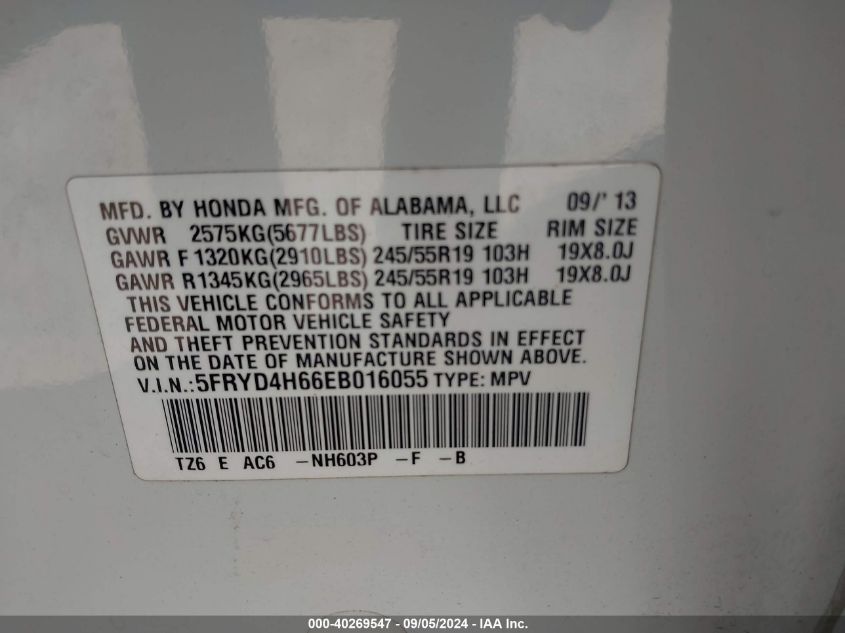 MFD. BY HONDA MFG. OF ALABAMA, LLC 09/'13
GVWR 2575KG(5677LBS) TIRE SIZE RIM SIZE
GAWR F 1320KG(2910LBS) 245/55R19 103H 19X8.0J
GAWR R1345KG(2965LBS) 245/55R19 103H 19X8.0J
THIS VEHICLE CONFORMS TO ALL APPLICABLE
FEDERAL MOTOR VEHICLE SAFETY
AND THEFT PREVENTION STANDARDS IN EFFECT
ON THE DATE OF MANUFACTURE SHOWN ABOVE.
V.I.N.:5FRYD4H66EB016055 TYPE: MPV
TZ6 E AC6 -NH603P -F -B
000-40269547 - 09/05/2024 - IAA Inc.